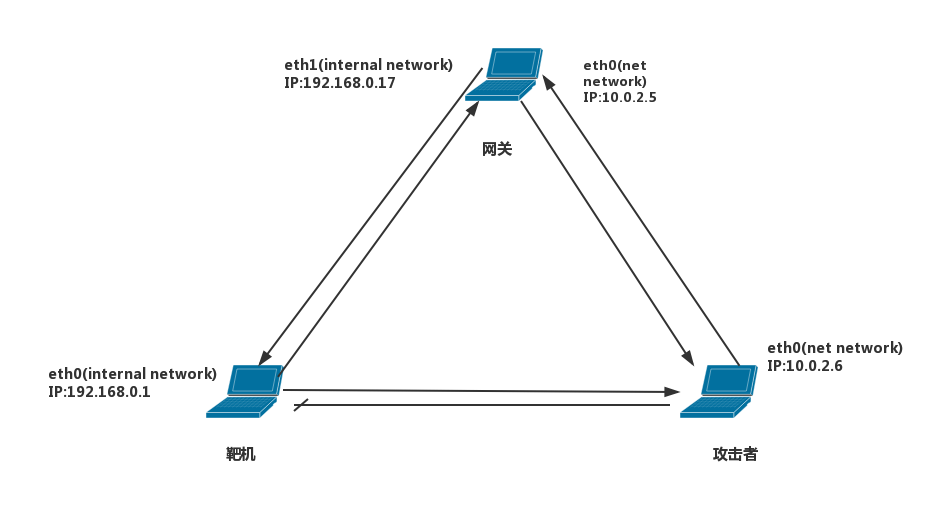 eth1(internal network)
IP:192.168.0.17
eth0(net
network)
IP:10.0.2.5
网关
eth0(internal network)
IP:192.168.0.1
靶机
eth0(net network)
IP:10.0.2.6
攻击者